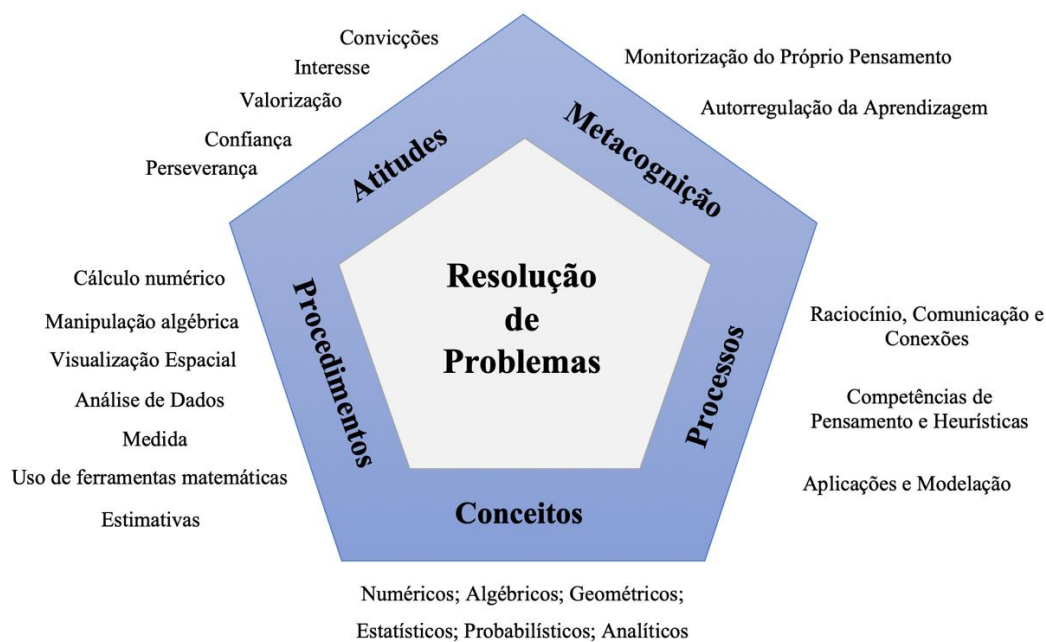 Convicções
Interesse
Valorização
Confiança
Perseverança
Atitudes
Monitorização do Próprio Pensamento
Autorregulação da Aprendizagem
Metacognição
Resolução
de
Problemas
Cálculo numérico
Manipulação algébrica
Visualização Espacial
Análise de Dados
Medida
Uso de ferramentas matemáticas
Estimativas
Procedimentos
Processos
Raciocínio, Comunicação e
Conexões
Competências de
Pensamento e Heurísticas
Aplicações e Modelação
Conceitos
Numéricos; Algébricos; Geométricos;
Estatísticos; Probabilísticos; Analíticos